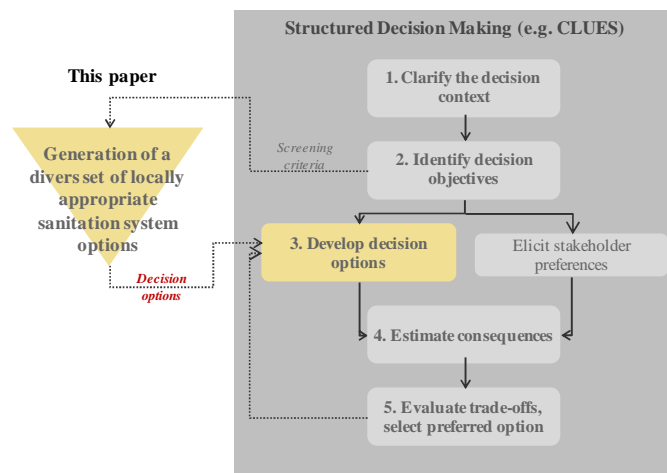 Structured Decision Making (e.g. CLUES)
This paper
1. Clarify the decision
context
Screening
criteria
2. Identify decision
objectives
Generation of a
divers set of locally
appropriate
sanitation system
options
3. Develop decision
options
Elicit stakeholder
preferences
Decision
options
4. Estimate consequences
5. Evaluate trade-offs,
select preferred option